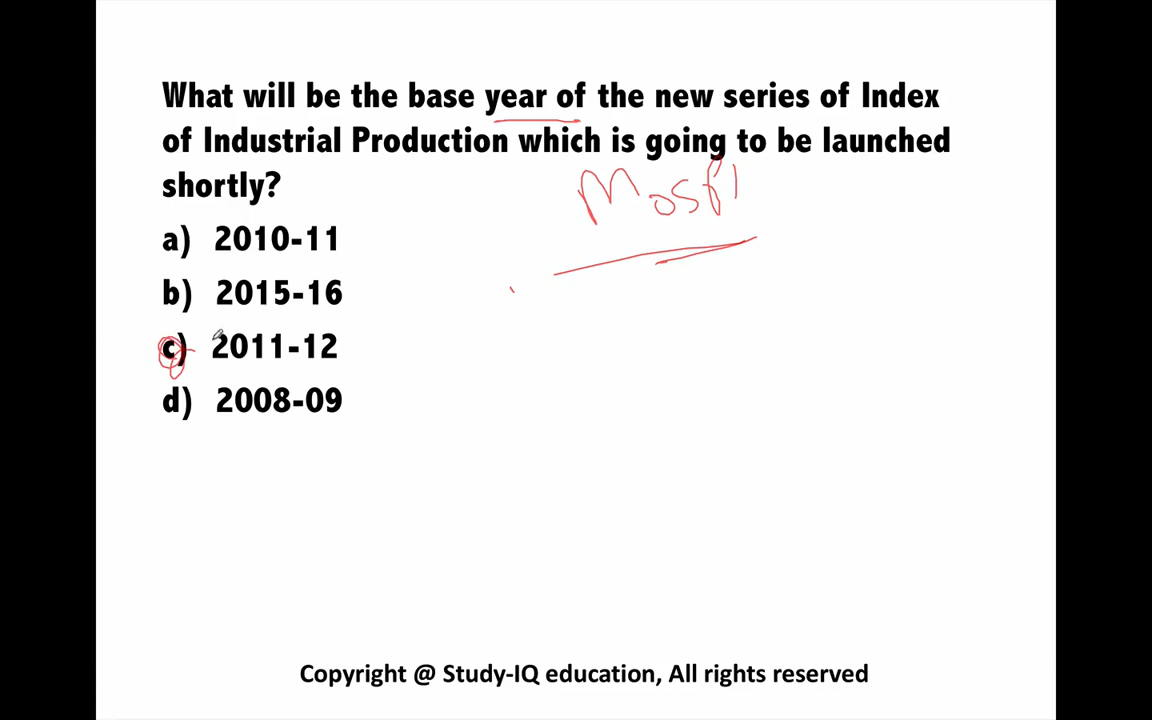 What will be the base year of the new series of Index
of Industrial Production which is going to be launched
shortly?
MosPI
a) 2010-11
b) 2015-16
c) 2011-12
d) 2008-09
Copyright @ Study-IQ education, All rights reserved